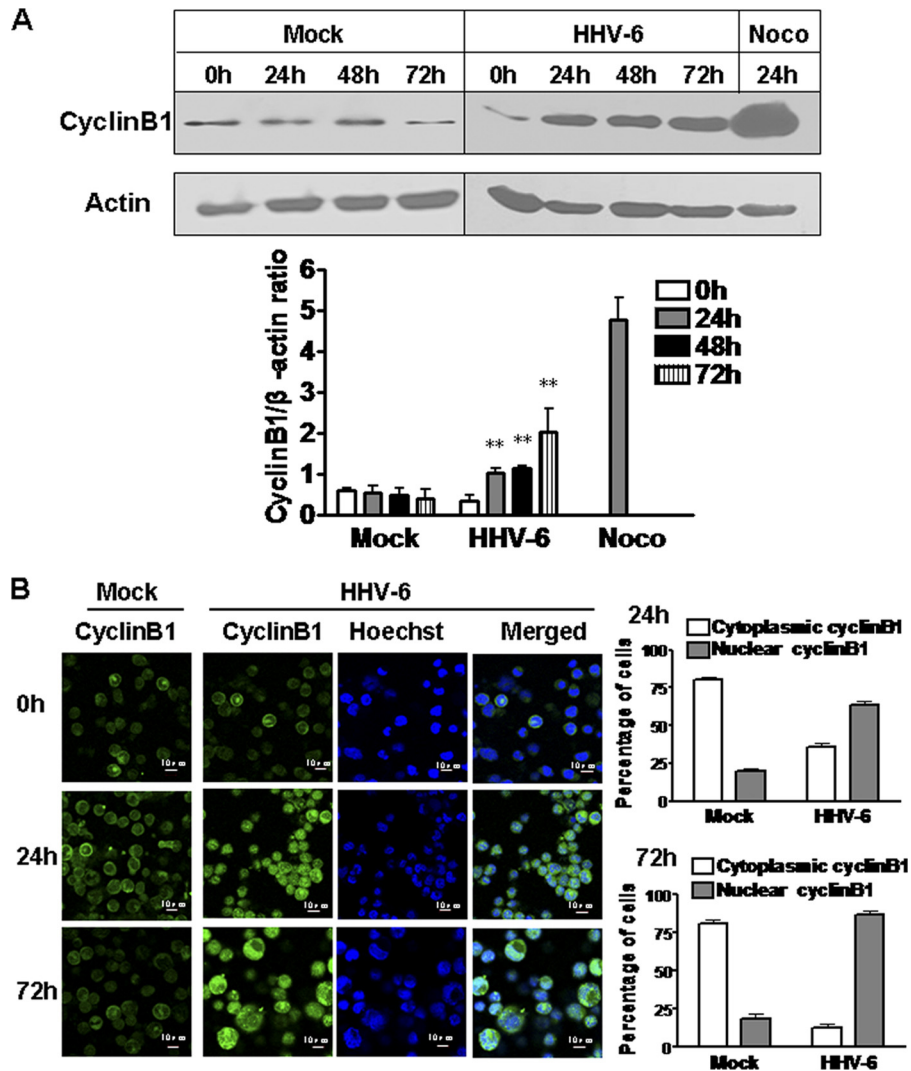 A
Mock HHV-6 Noco
0h 24h 48h 72h 0h 24h 48h 72h 24h
CyclinB1
Actin
CyclinB1/β -actin ratio
6
5
4
3
2
1
0
** ** **
0h
24h
48h
72h
Mock HHV-6 Noco
B
Mock HHV-6
CyclinB1 CyclinB1 Hoechst Merged
0h
24h
72h
24h
Cytoplasmic cyclinB1
Nuclear cyclinB1
Percentage of cells
100
75
50
25
0
Mock HHV-6
72h
Cytoplasmic cyclinB1
Nuclear cyclinB1
Percentage of cells
100
75
50
25
0
Mock HHV-6